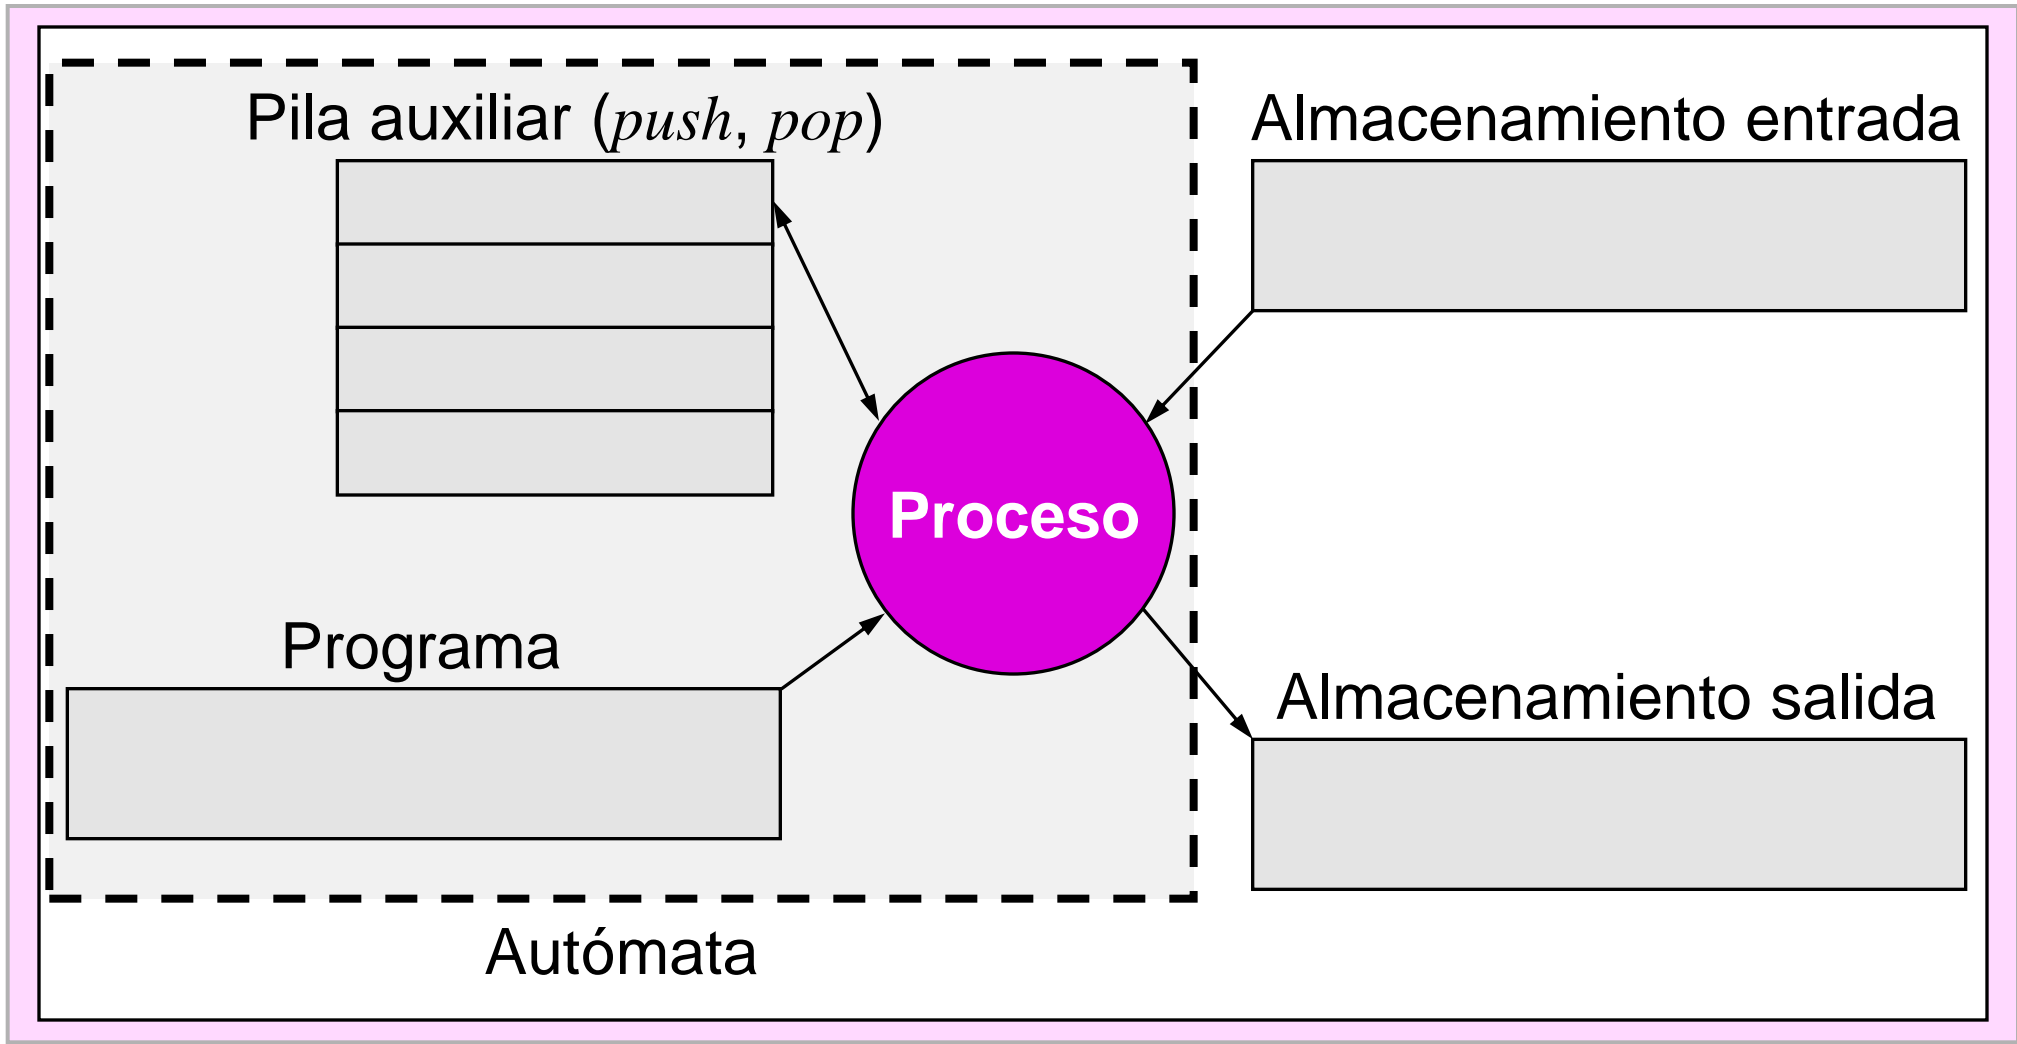 Pila auxiliar (push, pop)
Almacenamiento entrada
Proceso
Programa
Almacenamiento salida
Autómata